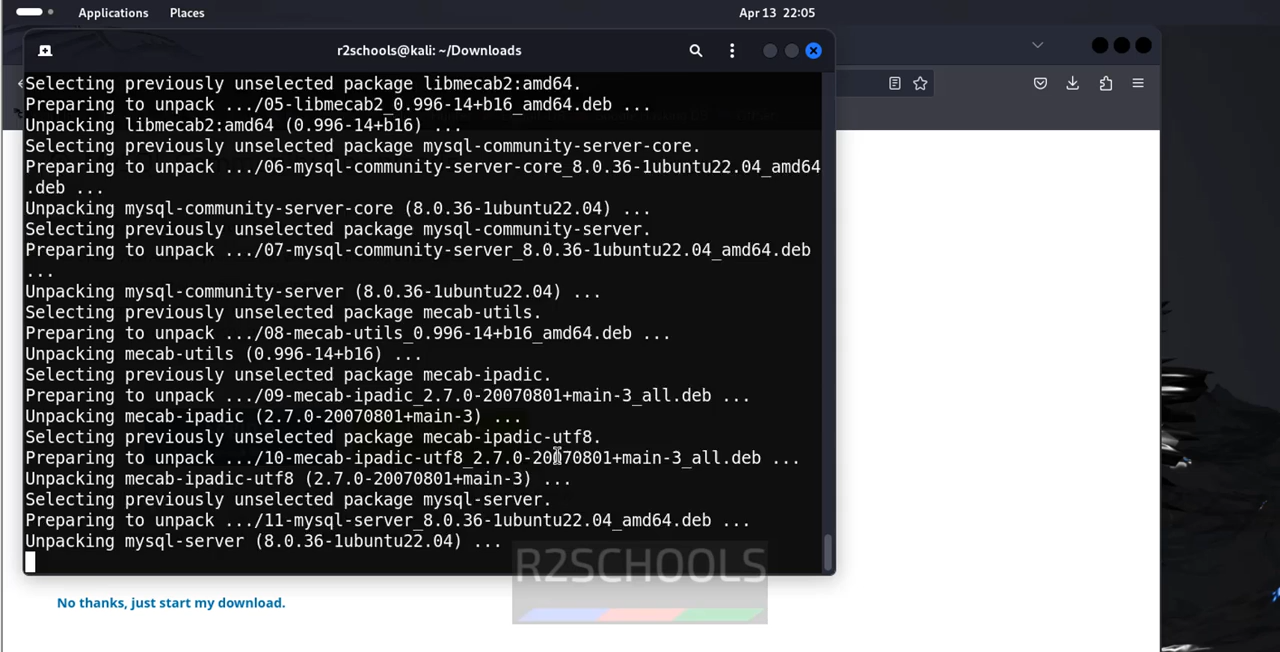 Applications Places Apr 13 22:05
r2schools@kali: ~/Downloads
Selecting previously unselected package libmecab2:amd64.
Preparing to unpack .../05-libmecab2_0.996-14+b16_amd64.deb ...
Unpacking libmecab2:amd64 (0.996-14+b16) ...
Selecting previously unselected package mysql-community-server-core.
Preparing to unpack .../06-mysql-community-server-core_8.0.36-1ubuntu22.04_amd64
.deb ...
Unpacking mysql-community-server-core (8.0.36-1ubuntu22.04) ...
Selecting previously unselected package mysql-community-server.
Preparing to unpack .../07-mysql-community-server_8.0.36-1ubuntu22.04_amd64.deb
...
Unpacking mysql-community-server (8.0.36-1ubuntu22.04) ...
Selecting previously unselected package mecab-utils.
Preparing to unpack .../08-mecab-utils_0.996-14+b16_amd64.deb ...
Unpacking mecab-utils (0.996-14+b16) ...
Selecting previously unselected package mecab-ipadic.
Preparing to unpack .../09-mecab-ipadic_2.7.0-20070801+main-3_all.deb ...
Unpacking mecab-ipadic (2.7.0-20070801+main-3) ...
Selecting previously unselected package mecab-ipadic-utf8.
Preparing to unpack .../10-mecab-ipadic-utf8_2.7.0-20070801+main-3_all.deb ...
Unpacking mecab-ipadic-utf8 (2.7.0-20070801+main-3) ...
Selecting previously unselected package mysql-server.
Preparing to unpack .../11-mysql-server_8.0.36-1ubuntu22.04_amd64.deb ...
Unpacking mysql-server (8.0.36-1ubuntu22.04) ...
R2SCHOOLS
No thanks, just start my download.